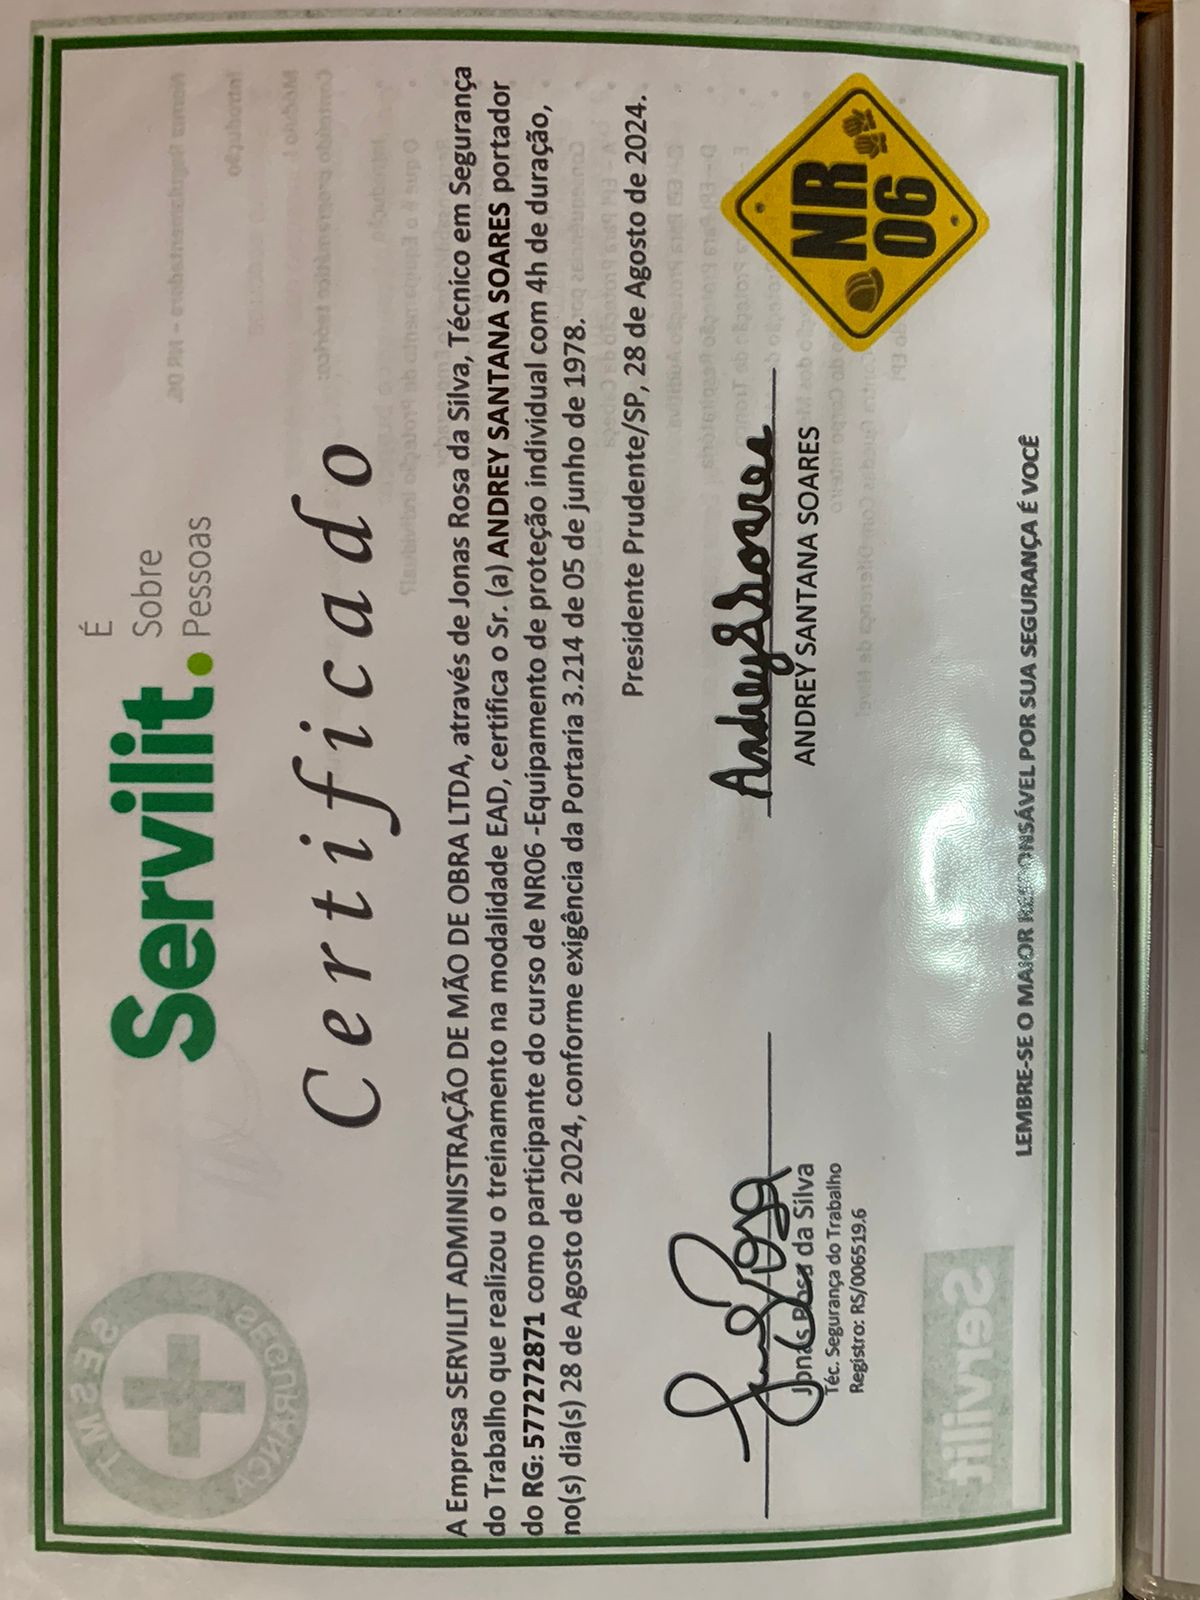 Servilit.
É
Sobre
Pessoas
Certificado
A Empresa SERVILIT ADMINISTRAÇÃO DE MÃO DE OBRA LTDA, através de Jonas Rosa da Silva, Técnico em Segurança
do Trabalho que realizou o treinamento na modalidade EAD, certifica o Sr. (a) ANDREY SANTANA SOARES portador
do RG: 577272871 como participante do curso de NR06 -Equipamento de proteção individual com 4h de duração,
no(s) dia(s) 28 de Agosto de 2024, conforme exigência da Portaria 3.214 de 05 de junho de 1978.
Presidente Prudente/SP, 28 de Agosto de 2024.
Andrey Soares
Jonas Rosa da Silva
Téc. Segurança do Trabalho
Registro: RS/006519.6
ANDREY SANTANA SOARES
NR
06
LEMBRE-SE O MAIOR RESPONSÁVEL POR SUA SEGURANÇA É VOCÊ
Servilit